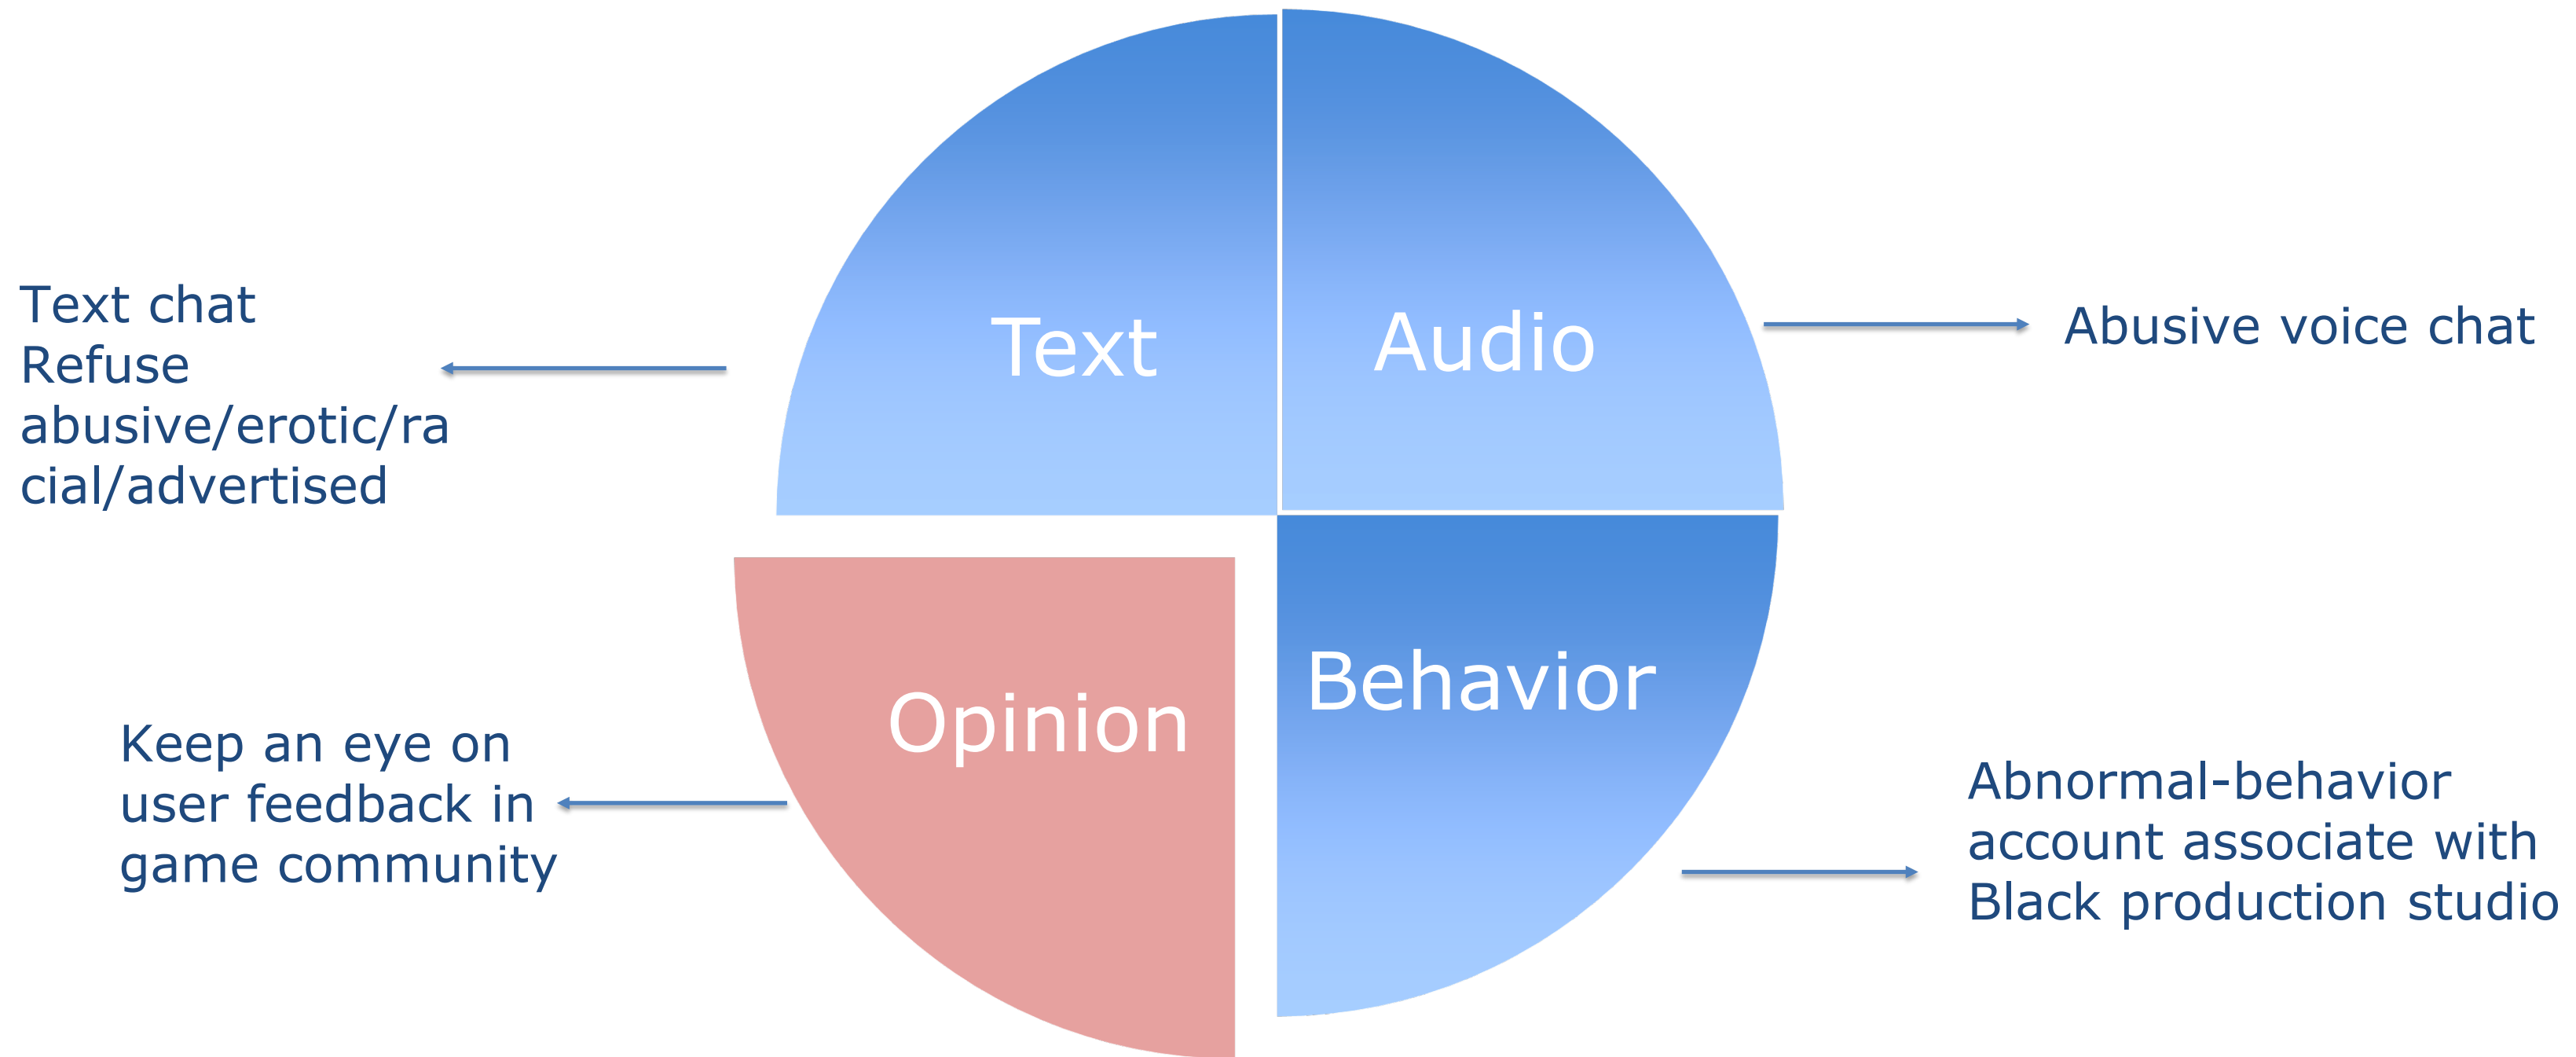 Text
Audio
Text chat
Refuse
abusive/erotic/ra
cial/advertised
Abusive voice chat
Opinion
Behavior
Keep an eye on
user feedback in
game community
Abnormal-behavior
account associate with
Black production studio